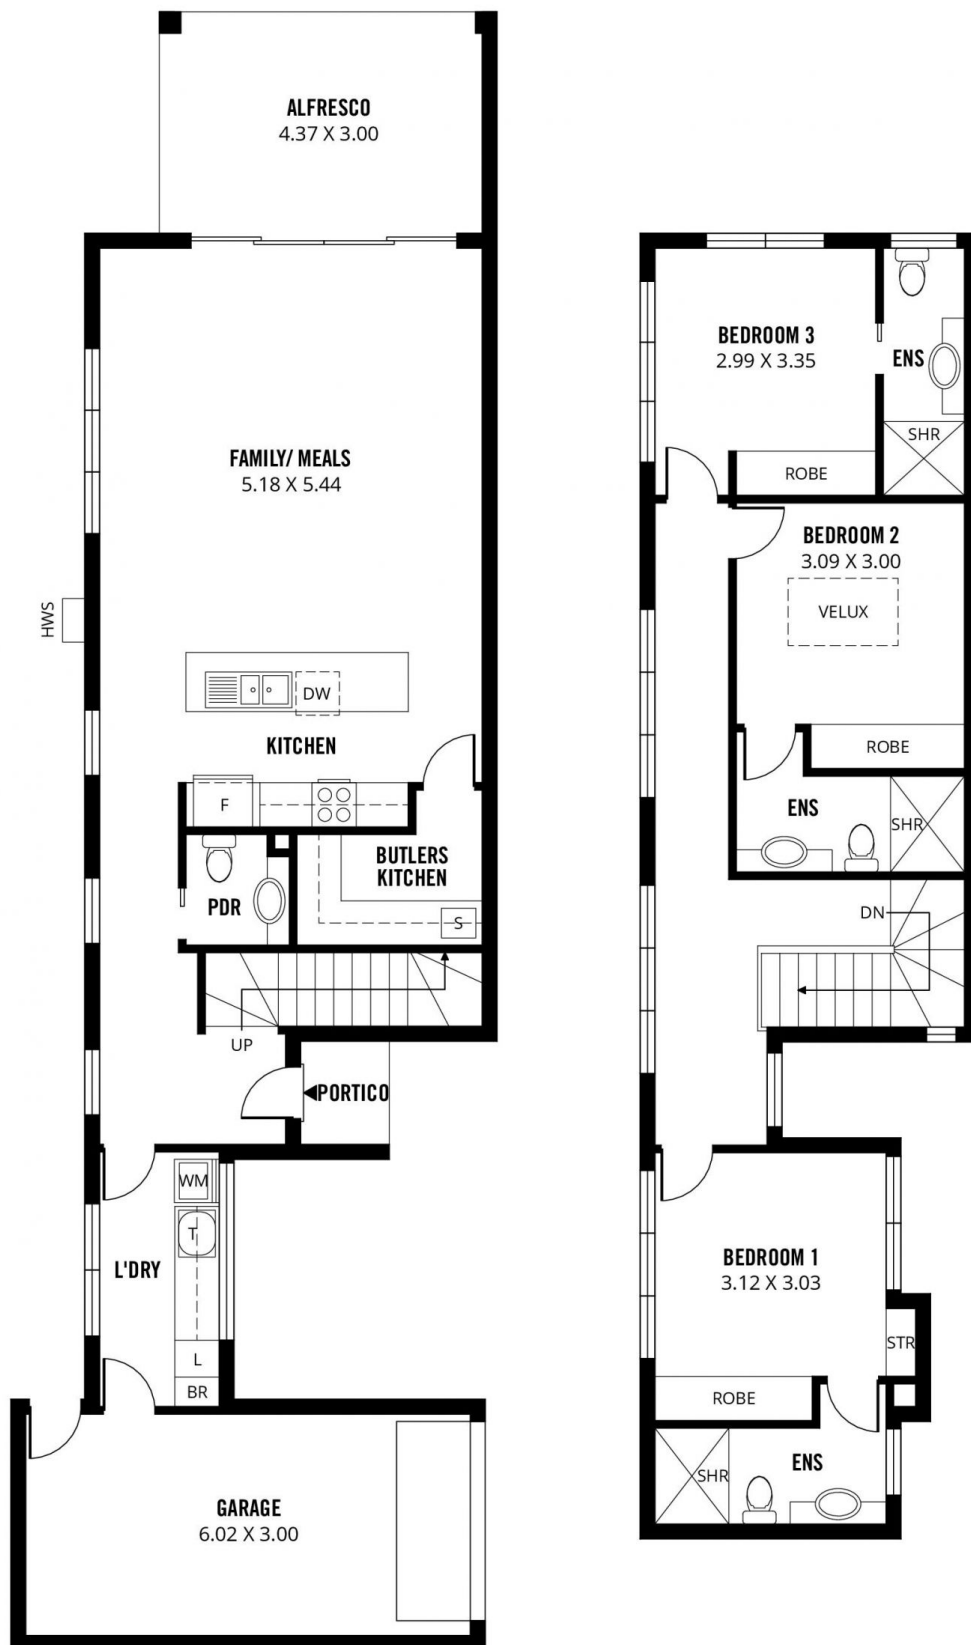 ALFRESCO
4.37 X 3.00
FAMILY/ MEALS
5.18 X 5.44
HWS
DW
KITCHEN
F
BUTLERS
KITCHEN
PDR
S
UP
PORTICO
WM
T
L'DRY
L
BR
GARAGE
6.02 X 3.00
BEDROOM 3
2.99 X 3.35
ENS
SHR
ROBE
BEDROOM 2
3.09 X 3.00
VELUX
ROBE
ENS
SHR
DN
BEDROOM 1
3.12 X 3.03
STR
ROBE
ENS
SHR